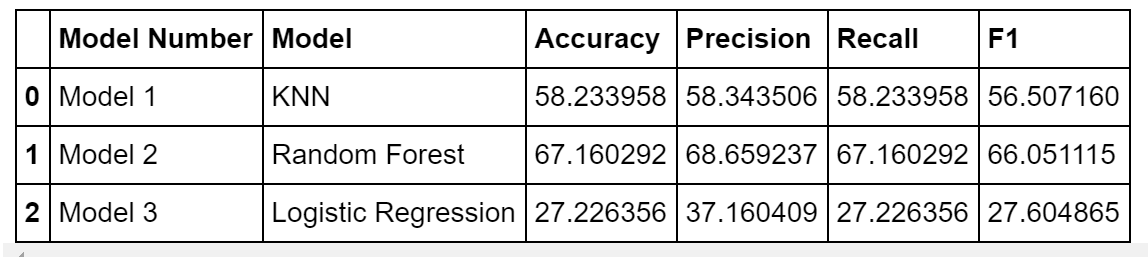 Model Number Model Accuracy Precision Recall F1
0 Model 1 KNN 58.233958 58.343506 58.233958 56.507160
1 Model 2 Random Forest 67.160292 68.659237 67.160292 66.051115
2 Model 3 Logistic Regression 27.226356 37.160409 27.226356 27.604865